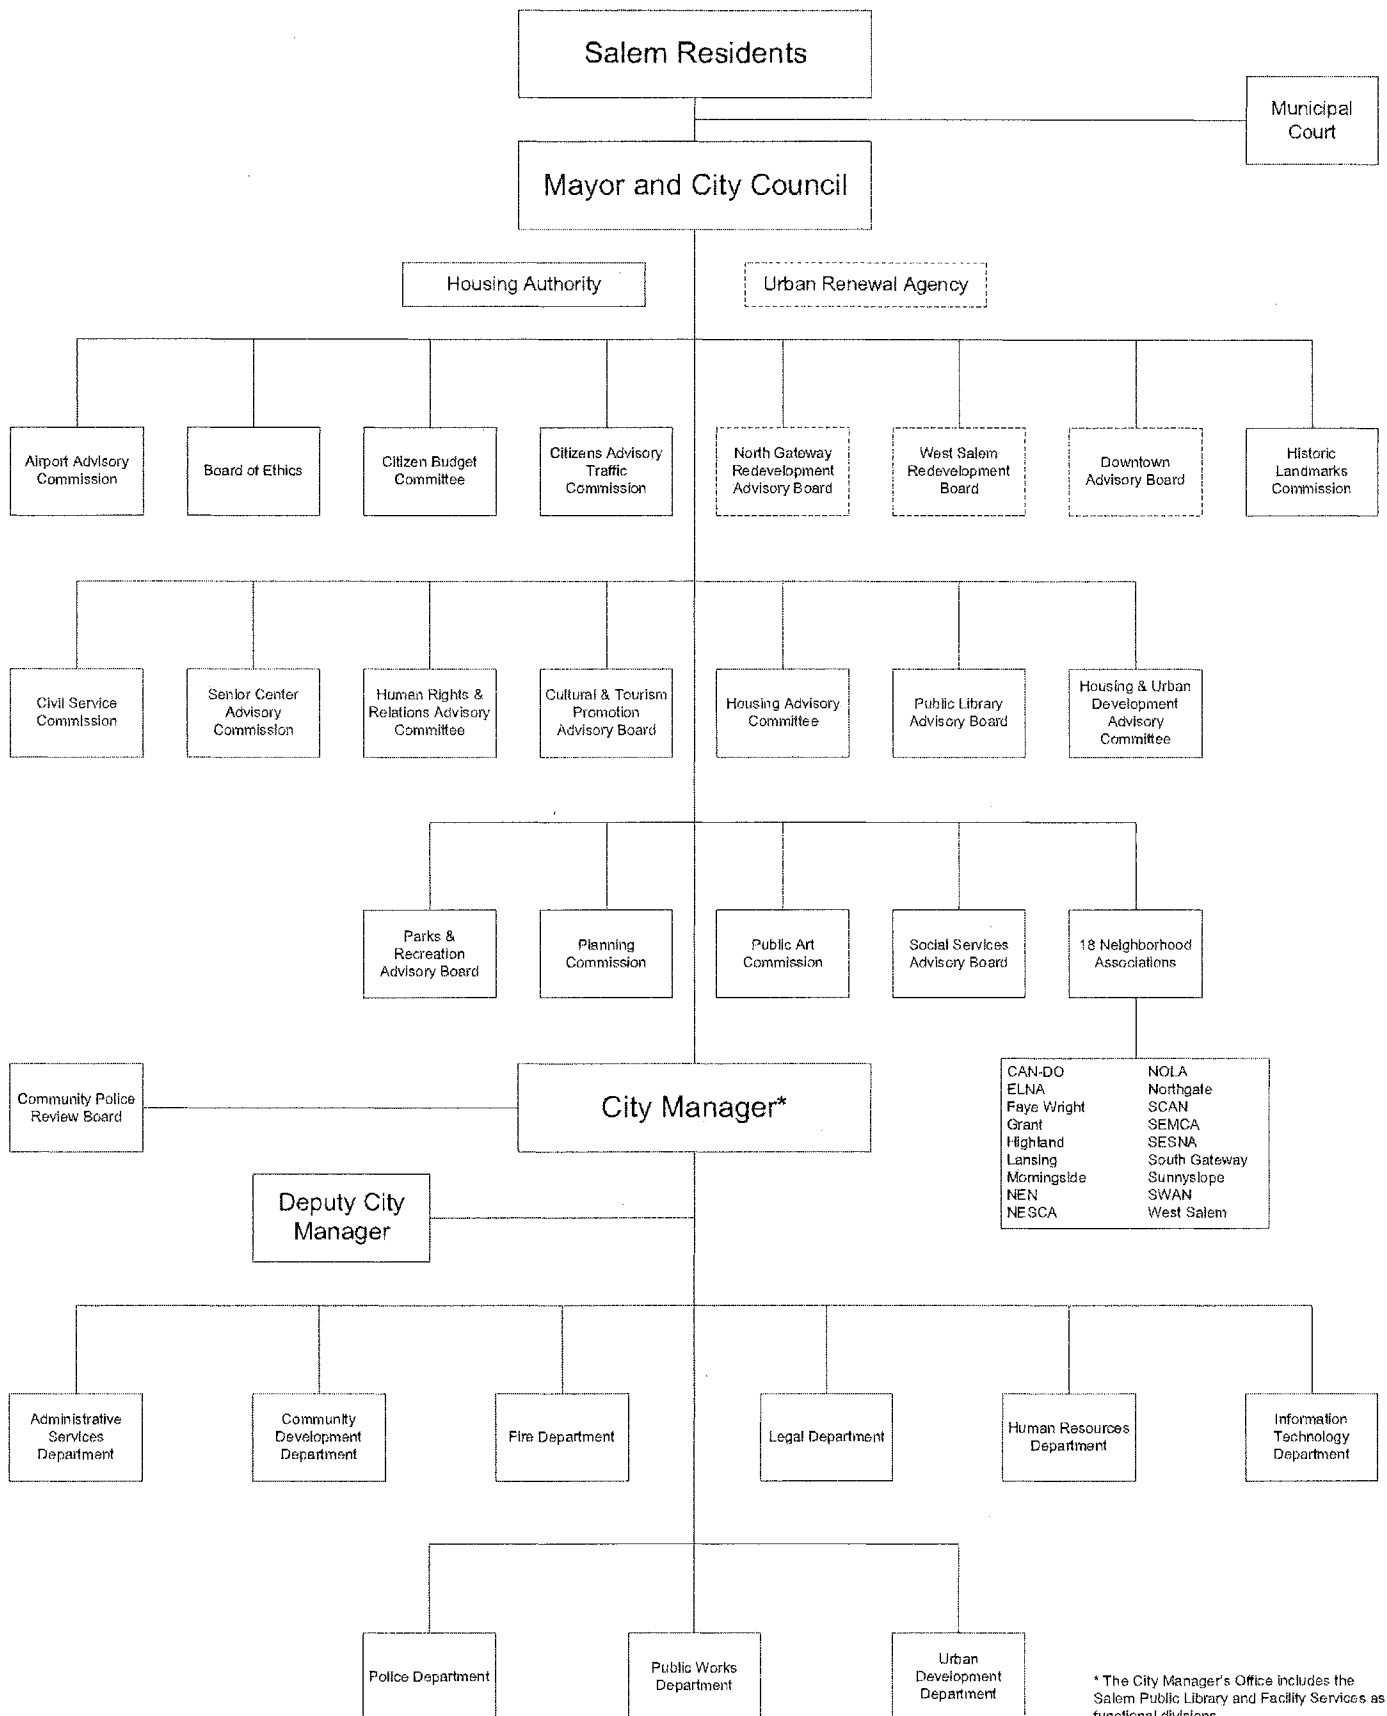 Salem Residents
Municipal
Court
Mayor and City Council
Housing Authority
Urban Renewal Agency
Airport Advisory
Commission
Board of Ethics
Citizen Budget
Committee
Citizens Advisory
Traffic
Commission
North Gateway
Redevelopment
Advisory Board
West Salem
Redevelopment
Board
Downtown
Advisory Board
Historic
Landmarks
Commission
Civil Service
Commission
Senior Center
Advisory
Commission
Human Rights &
Relations Advisory
Committee
Cultural & Tourism
Promotion
Advisory Board
Housing Advisory
Committee
Public Library
Advisory Board
Housing & Urban
Development
Advisory
Committee
Parks &
Recreation
Advisory Board
Planning
Commission
Public Art
Commission
Social Services
Advisory Board
18 Neighborhood
Associations
Community Police
Review Board
City Manager*
CAN-DO
ELNA
Faye Wright
Grant
Highland
Lansing
Morningside
NEN
NESCA
NOLA
Northgate
SCAN
SEMCA
SESNA
South Gateway
Sunnyslope
SWAN
West Salem
Deputy City
Manager
Administrative
Services
Department
Community
Development
Department
Fire Department
Legal Department
Human Resources
Department
Information
Technology
Department
Police Department
Public Works
Department
Urban
Development
Department
* The City Manager's Office includes the
Salem Public Library and Facility Services as
functional divisions